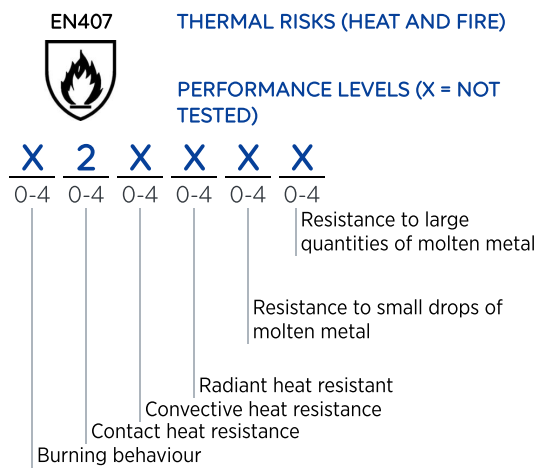 EN407
THERMAL RISKS (HEAT AND FIRE)
PERFORMANCE LEVELS (X = NOT
TESTED)
X 2 X X X X
0-4 0-4 0-4 0-4 0-4 0-4
Resistance to large
quantities of molten metal
Resistance to small drops of
molten metal
Radiant heat resistant
Convective heat resistance
Contact heat resistance
Burning behaviour